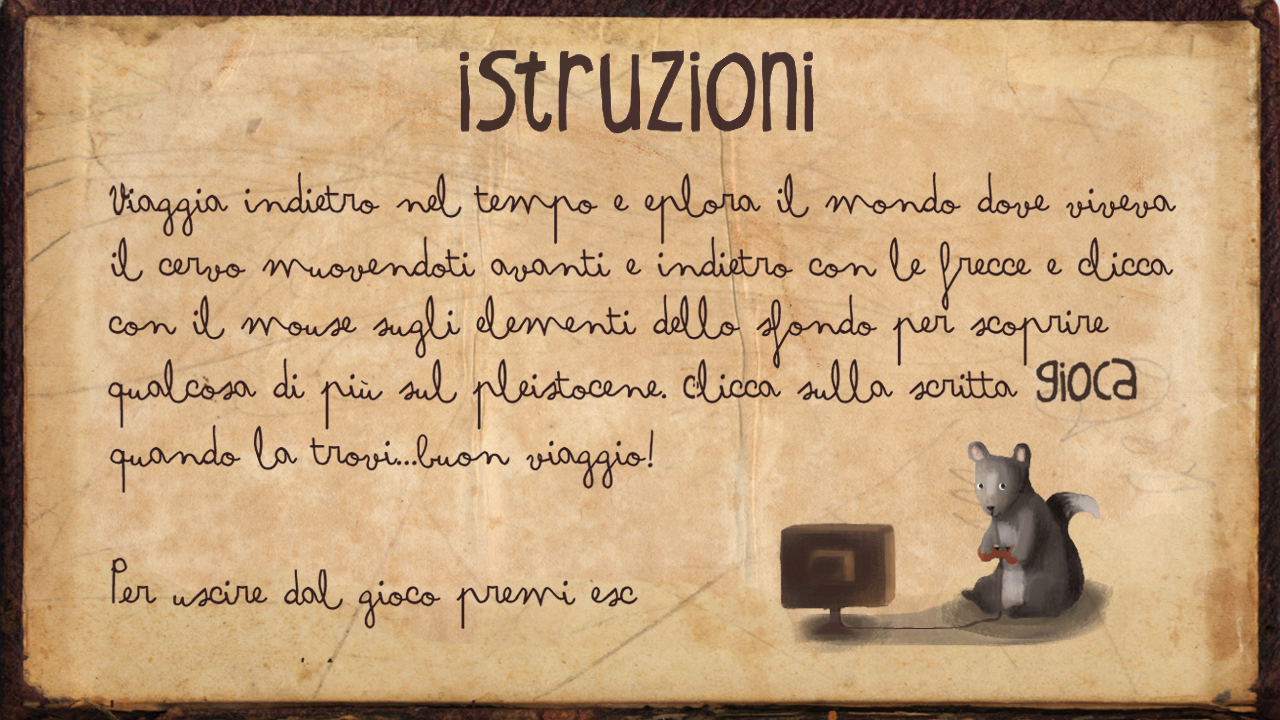 istruzioni
Viaggia indietro nel tempo e eplora il mondo dove viveva
il cervo muovendoti avanti e indietro con le frecce e clicca
con il mouse sugli elementi dello sfondo per scoprire
qualcosa di più sul pleistocene. Clicca sulla scritta gioca
quando la trovi...buon viaggio!
Per uscire dal gioco premi esc